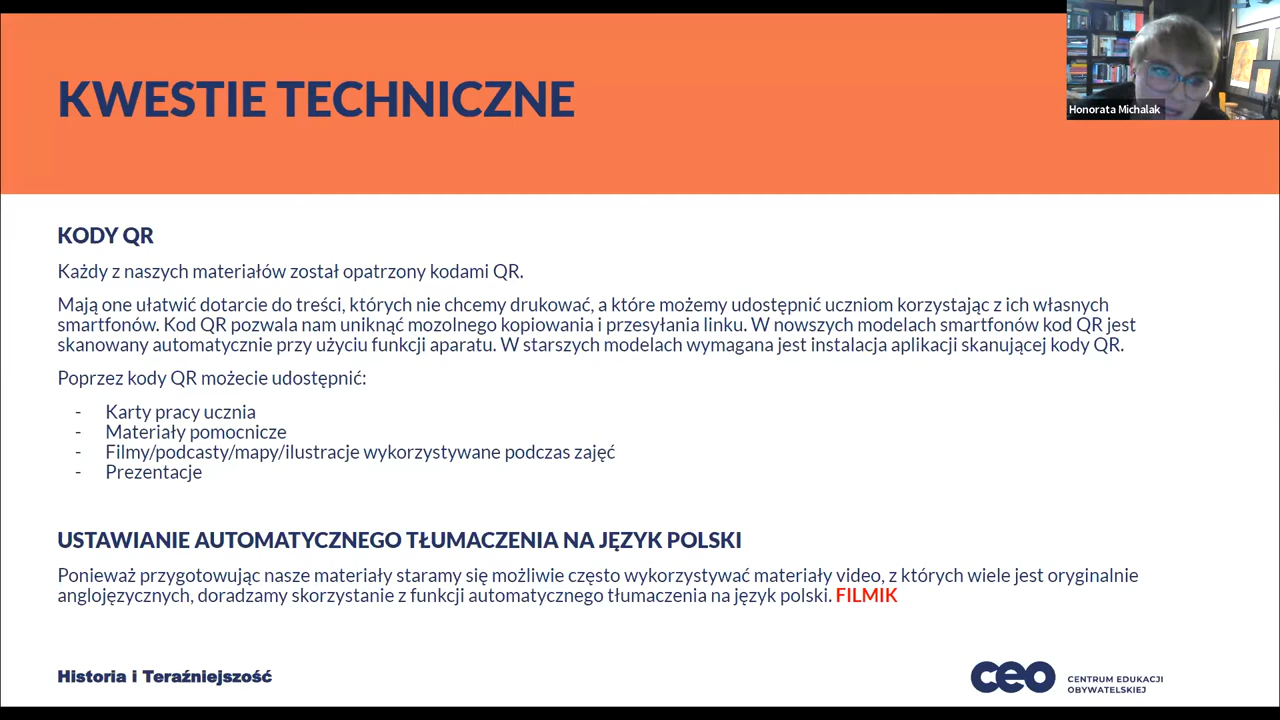 KWESTIE TECHNICZNE
Honorata Michalak
KODY QR
Każdy z naszych materiałów został opatrzony kodami QR.
Mają one ułatwić dotarcie do treści, których nie chcemy drukować, a które możemy udostępnić uczniom korzystając z ich własnych
smartfonów. Kod QR pozwala nam uniknąć mozolnego kopiowania i przesyłania linku. W nowszych modelach smartfonów kod QR jest
skanowany automatycznie przy użyciu funkcji aparatu. W starszych modelach wymagana jest instalacja aplikacji skanującej kody QR.
Poprzez kody QR możecie udostępnić:
- Karty pracy ucznia
- Materiały pomocnicze
- Filmy/podcasty/mapy/ilustracje wykorzystywane podczas zajęć
- Prezentacje
USTAWIANIE AUTOMATYCZNEGO TŁUMACZENIA NA JĘZYK POLSKI
Ponieważ przygotowując nasze materiały staramy się możliwie często wykorzystywać materiały video, z których wiele jest oryginalnie
anglojęzycznych, doradzamy skorzystanie z funkcji automatycznego tłumaczenia na język polski. FILMIK
Historia i Teraźniejszość
ceo
CENTRUM EDUKACJI
OBYWATELSKIEJ